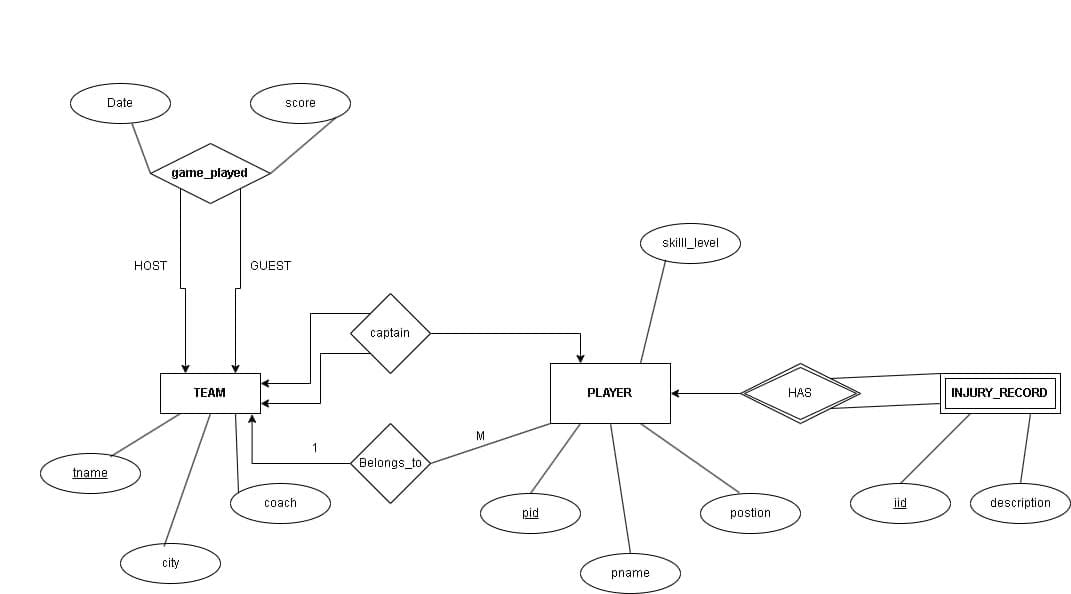 Date
score
game_played
skilll_level
HOST
GUEST
captain
TEAM
PLAYER
HAS
INJURY_RECORD
M
1
Belongs_to
tname
coach
pid
postion
iid
description
city
pname